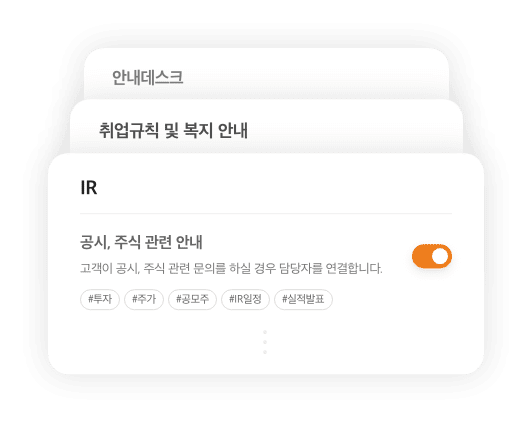 안내데스크
취업규칙 및 복지 안내
IR
공시, 주식 관련 안내
고객이 공시, 주식 관련 문의를 하실 경우 담당자를 연결합니다.
#투자 #주가 #공모주 #IR일정 #실적발표